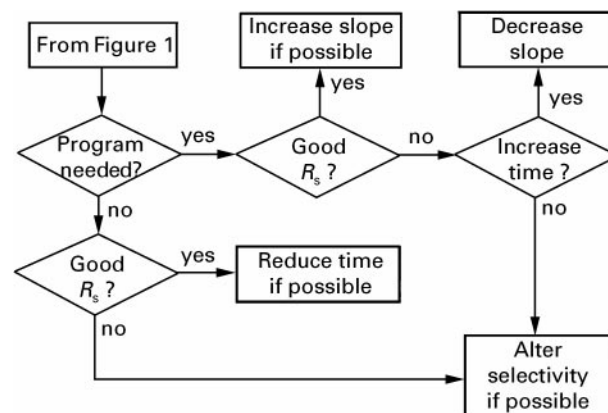 From Figure 1
Increase slope
if possible
Decrease
slope
yes
yes
Program
needed?
yes
Good
Rs ?
no
Increase
time ?
no
no
Good
Rs ?
yes
Reduce time
if possible
no
Alter
selectivity
if possible